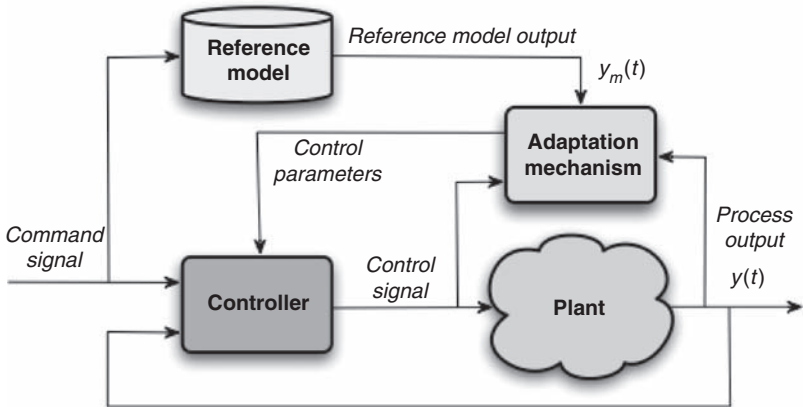 Reference
model
Reference model output
y_m(t)
Adaptation
mechanism
Control
parameters
Command
signal
Controller
Control
signal
Plant
Process
output
y(t)